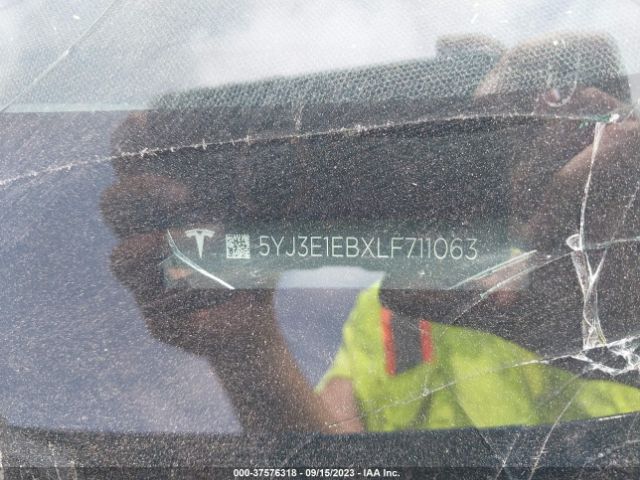 5YJ3E1EBXLF711063
000-37576318 - 09/15/2023 - IAA Inc.